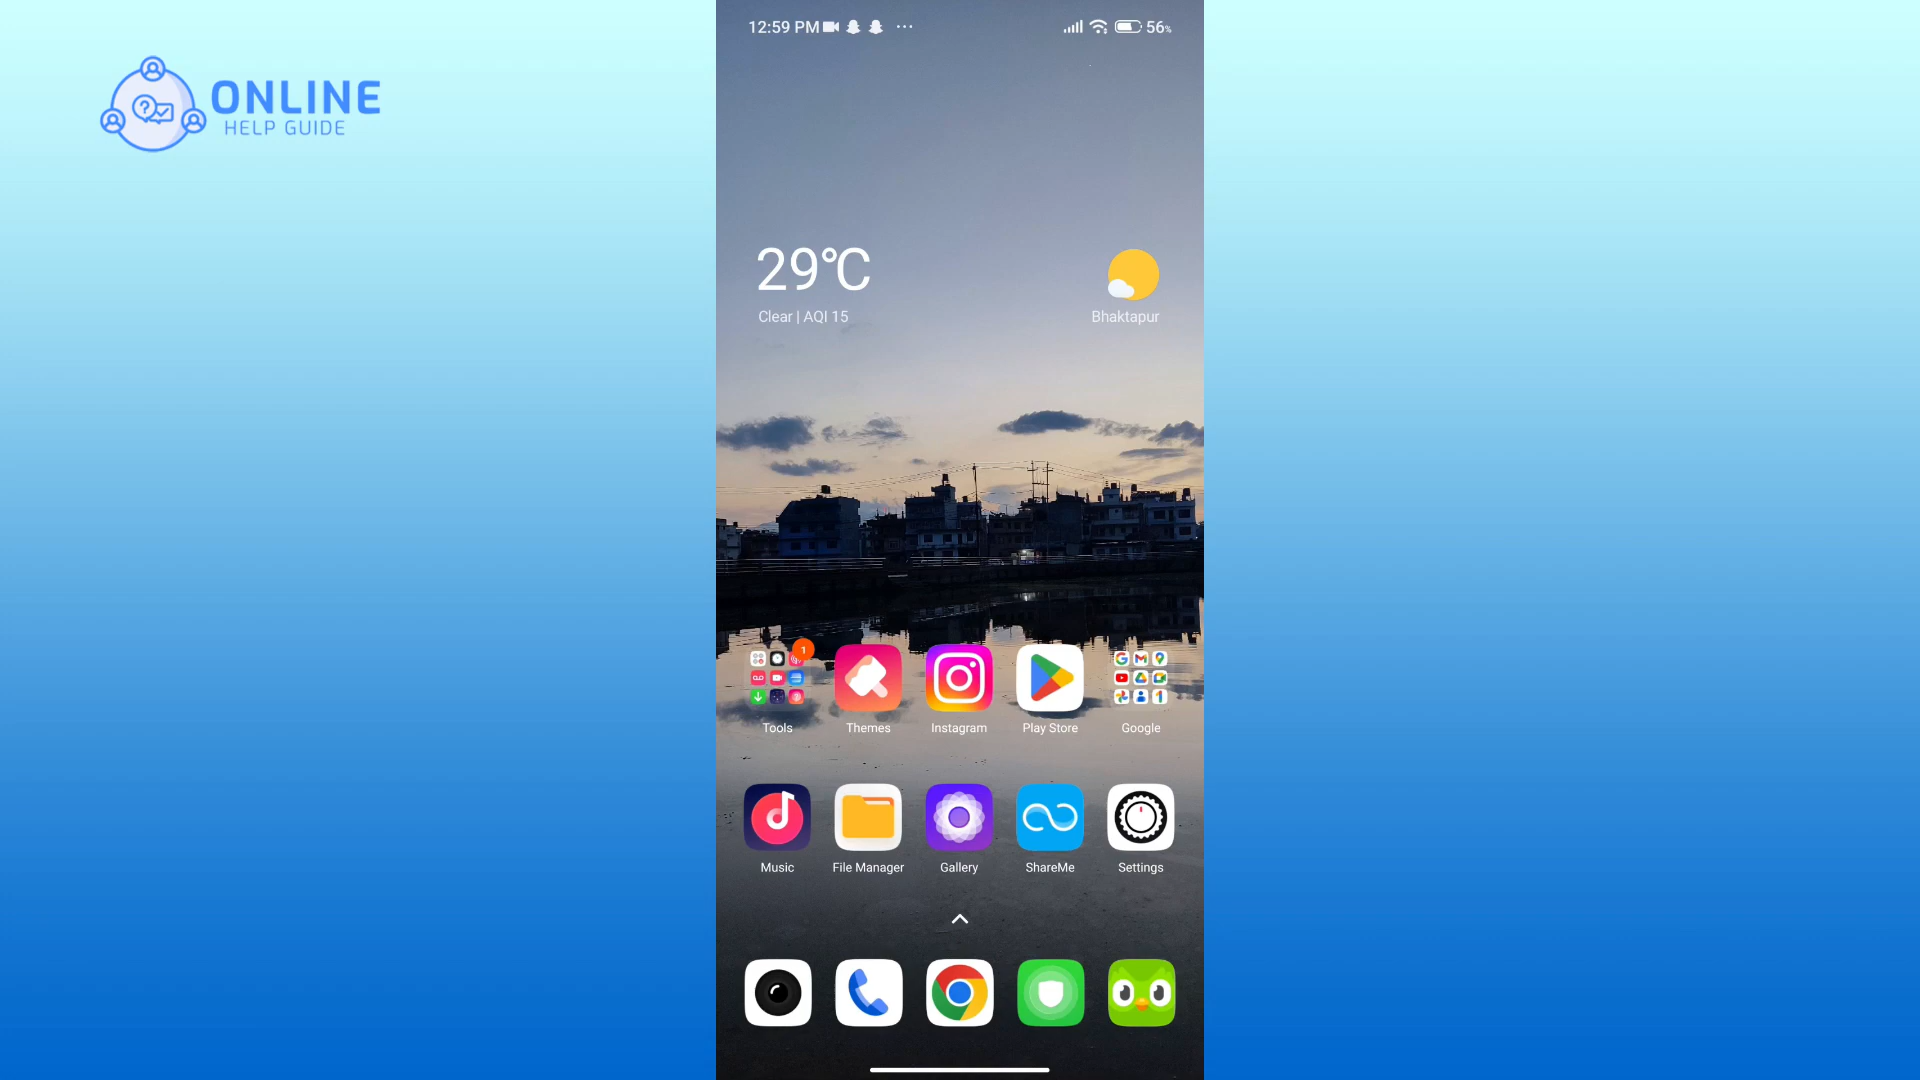 ONLINE
HELP GUIDE
12:59 PM
56%
29°C
Clear | AQI 15
Bhaktapur
1
Tools
Themes
Instagram
Play Store
Google
Music
File Manager
Gallery
ShareMe
Settings